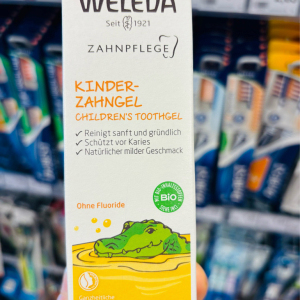 WELEDA
Seit 1921
ZAHNPFLEGE
KINDER-
ZAHNGEL
CHILDREN'S TOOTHGEL
Reinigt sanft und gründlich
Schützt vor Karies
Natürlicher milder Geschmack
Ohne Fluoride
BIO
Ganzheitliche